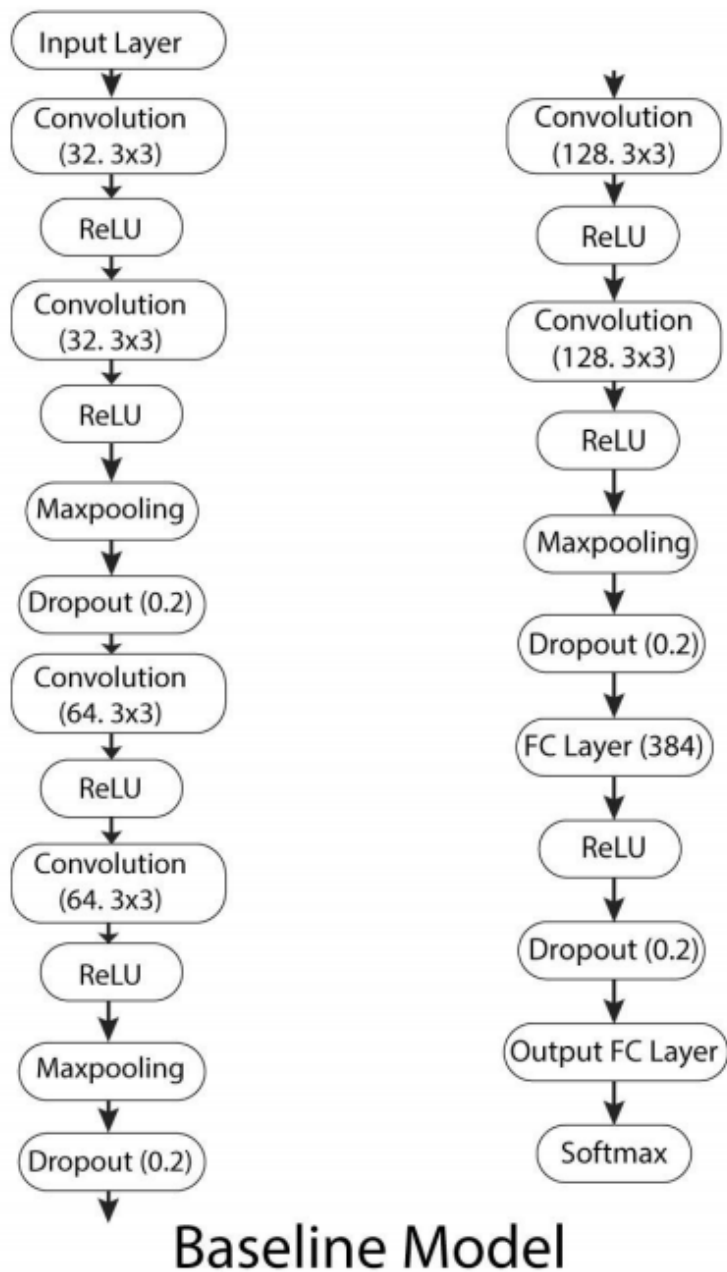 Input Layer
Convolution
(32. 3x3)
ReLU
Convolution
(32. 3x3)
ReLU
Maxpooling
Dropout (0.2)
Convolution
(64. 3x3)
ReLU
Convolution
(64. 3x3)
ReLU
Maxpooling
Dropout (0.2)
Convolution
(128. 3x3)
ReLU
Convolution
(128. 3x3)
ReLU
Maxpooling
Dropout (0.2)
FC Layer (384)
ReLU
Dropout (0.2)
Output FC Layer
Softmax
Baseline Model